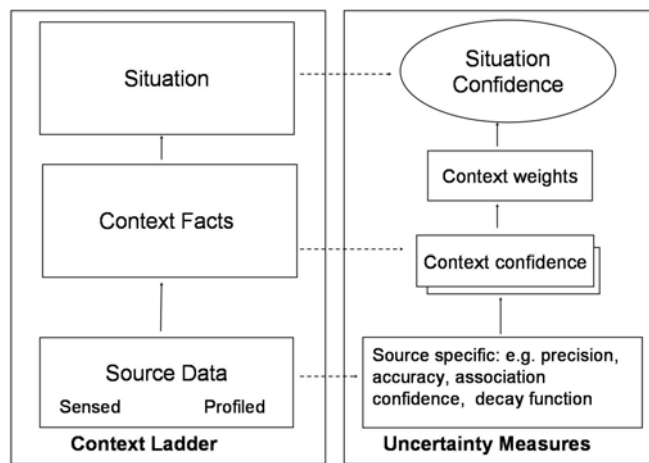 Situation
Context Facts
Source Data
Sensed Profiled
Context Ladder
Situation
Confidence
Context weights
Context confidence
Source specific: e.g. precision,
accuracy, association
confidence, decay function
Uncertainty Measures